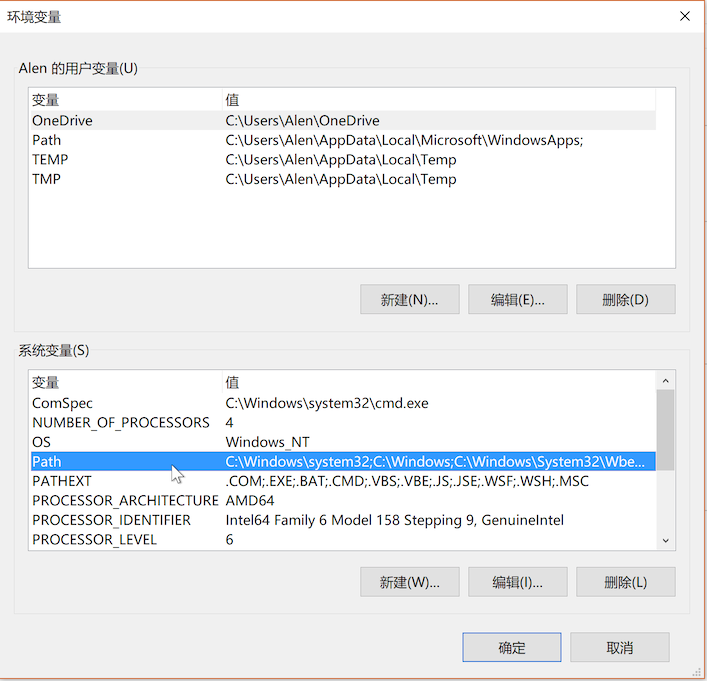 环境变量
Alen 的用户变量(U)
变量 值
OneDrive C:\Users\Alen\OneDrive
Path C:\Users\Alen\AppData\Local\Microsoft\WindowsApps;
TEMP C:\Users\Alen\AppData\Local\Temp
TMP C:\Users\Alen\AppData\Local\Temp
新建(N)... 编辑(E)... 删除(D)
系统变量(S)
变量 值
ComSpec C:\Windows\system32\cmd.exe
NUMBER_OF_PROCESSORS 4
OS Windows_NT
Path C:\Windows\system32;C:\Windows;C:\Windows\System32\Wbe...
PATHEXT .COM;.EXE;.BAT;.CMD;.VBS;.VBE;.JS;.JSE;.WSF;.WSH;.MSC
PROCESSOR_ARCHITECTURE AMD64
PROCESSOR_IDENTIFIER Intel64 Family 6 Model 158 Stepping 9, GenuineIntel
PROCESSOR_LEVEL 6
新建(W)... 编辑(I)... 删除(L)
确定 取消